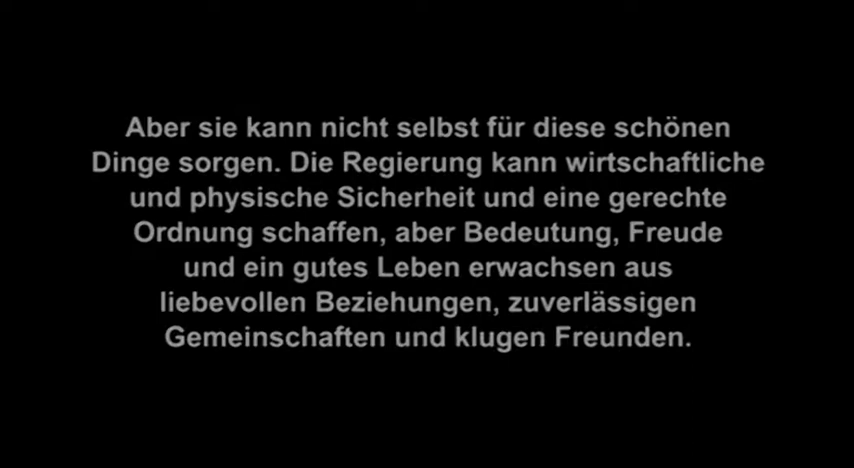 Aber sie kann nicht selbst für diese schönen
Dinge sorgen. Die Regierung kann wirtschaftliche
und physische Sicherheit und eine gerechte
Ordnung schaffen, aber Bedeutung, Freude
und ein gutes Leben erwachsen aus
liebevollen Beziehungen, zuverlässigen
Gemeinschaften und klugen Freunden.